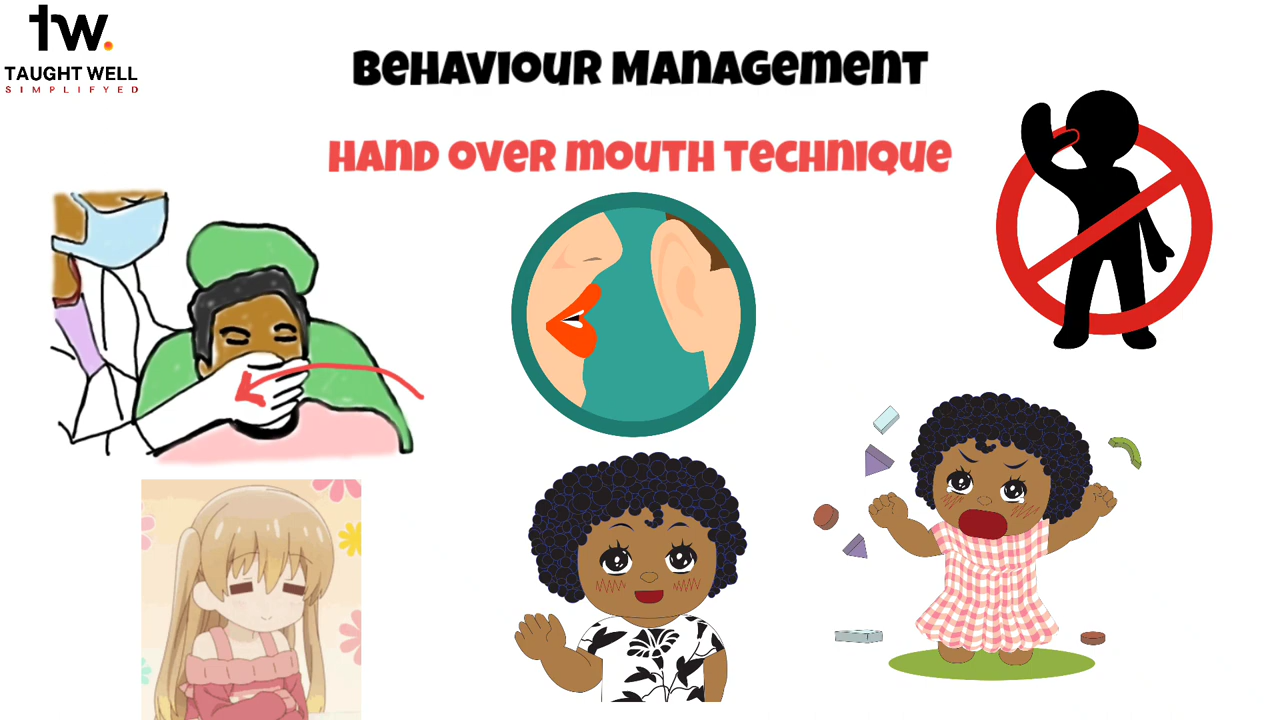 tw.
TAUGHT WELL
SIMPLIFYED
BEHAVIOUR MANAGEMENT
HAND OVER MOUTH TECHNIQUE